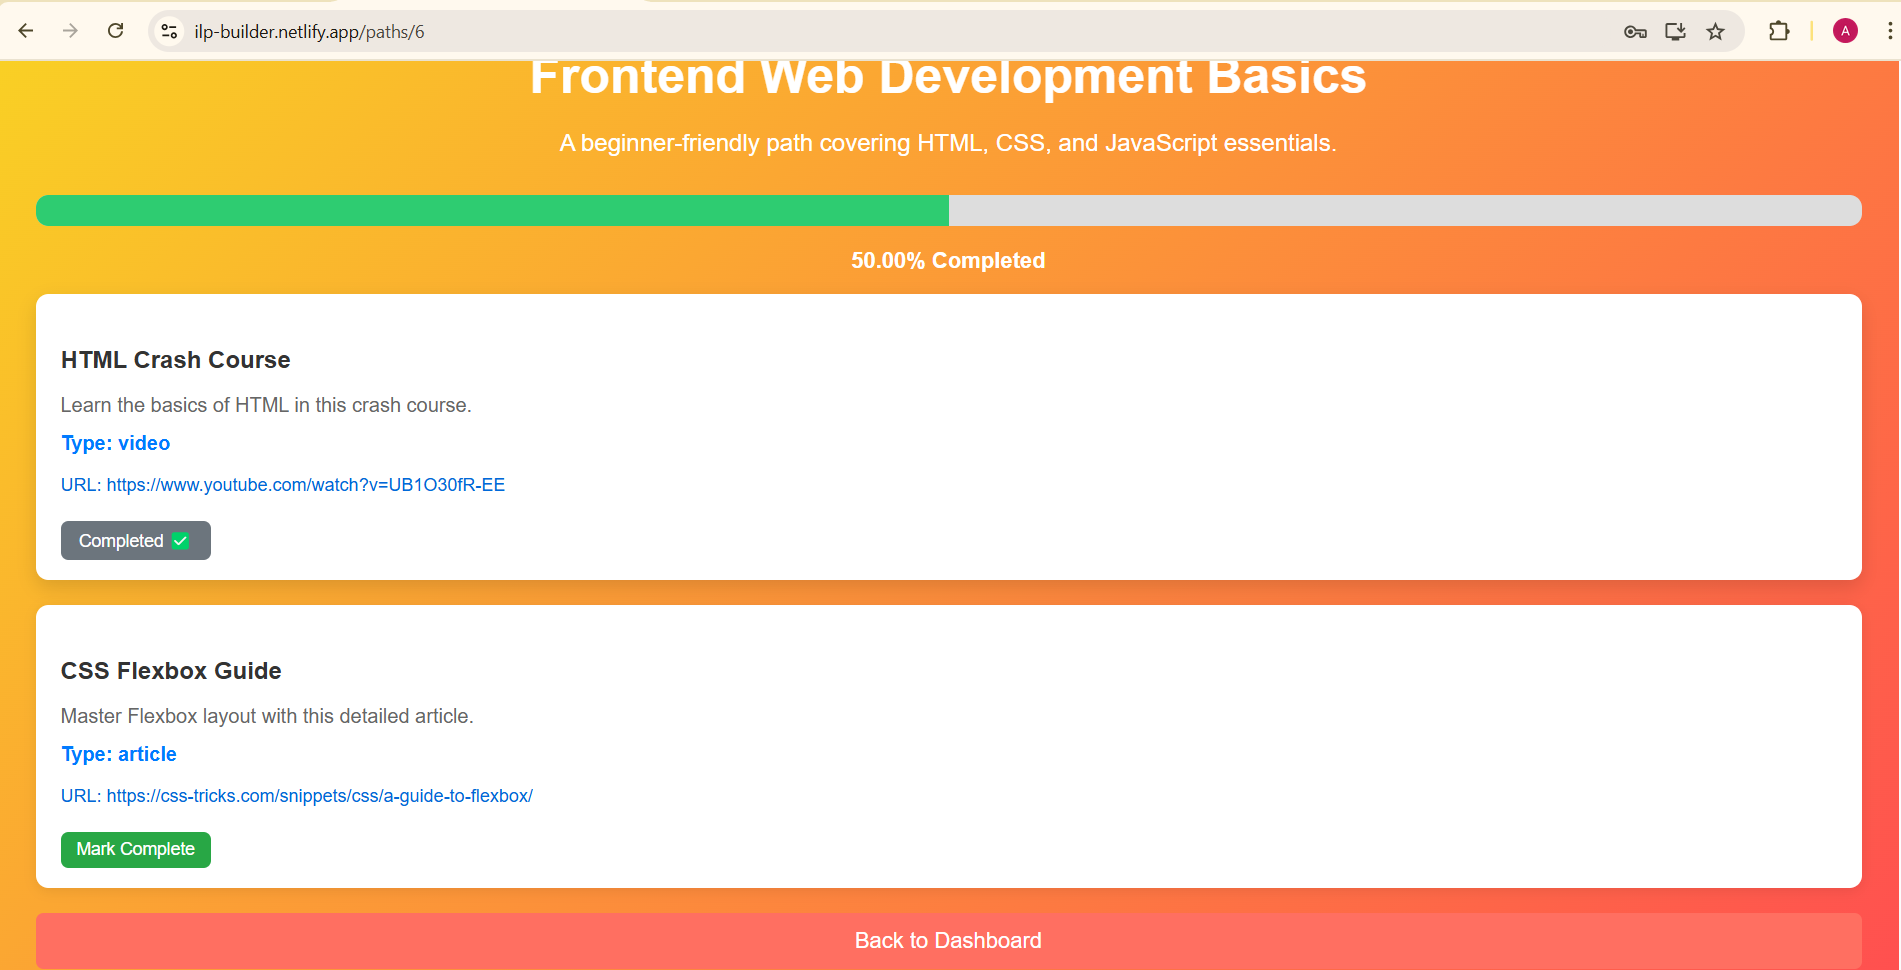 ilp-builder.netlify.app/paths/6
A
Frontend Web Development Basics
A beginner-friendly path covering HTML, CSS, and JavaScript essentials.
50.00% Completed
HTML Crash Course
Learn the basics of HTML in this crash course.
Type: video
URL: https://www.youtube.com/watch?v=UB1O30fR-EE
Completed ✅
CSS Flexbox Guide
Master Flexbox layout with this detailed article.
Type: article
URL: https://css-tricks.com/snippets/css/a-guide-to-flexbox/
Mark Complete
Back to Dashboard